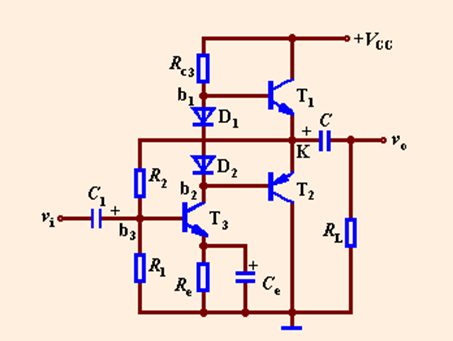 +V_CC
R_c3
b_1
T_1
D_1
+ C
v_o
K
D_2
R_2
b_2
T_2
C_1
+
v_i
b_3
T_3
R_L
R_1
R_e
+
C_e